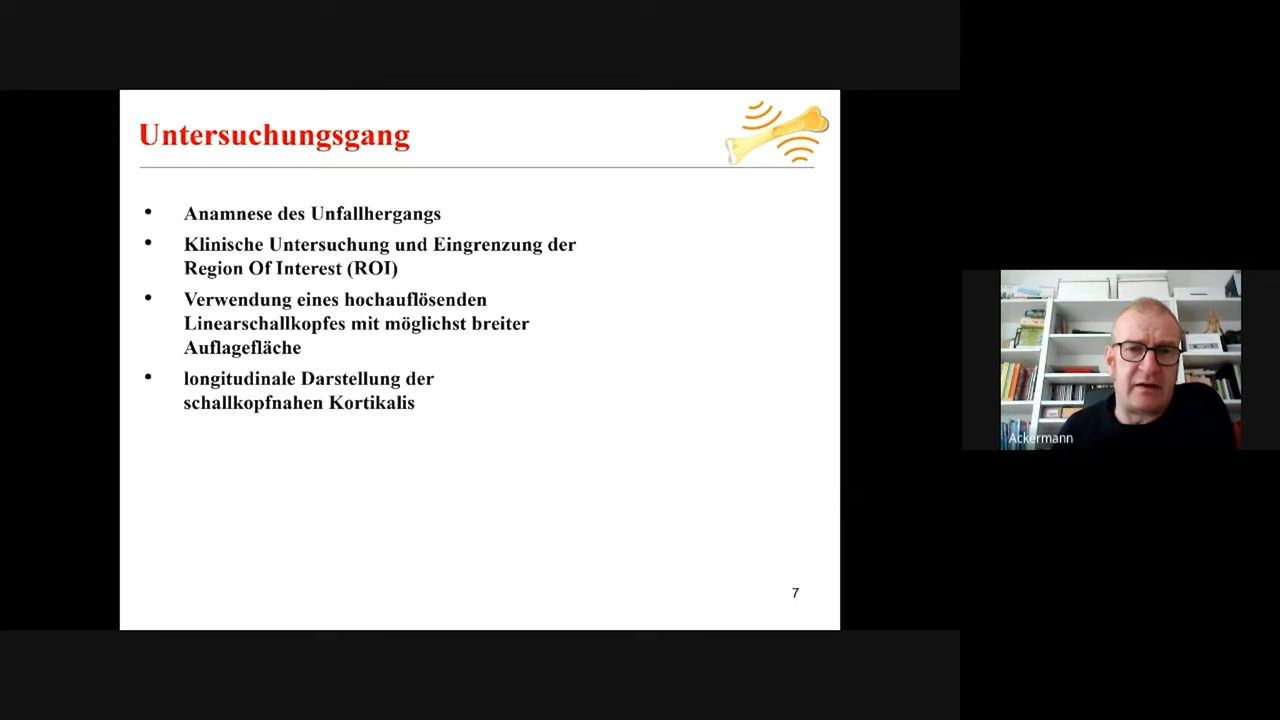 Untersuchungsgang
• Anamnese des Unfallhergangs
• Klinische Untersuchung und Eingrenzung der
Region Of Interest (ROI)
• Verwendung eines hochauflösenden
Linearschallkopfes mit möglichst breiter
Auflagefläche
• longitudinale Darstellung der
schallkopfnahen Kortikalis
7
Ackermann